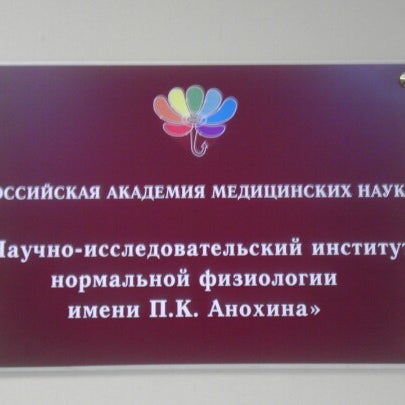 ОССИЙСКАЯ АКАДЕМИЯ МЕДИЦИНСКИХ НАУК
Научно-исследовательский институт
нормальной физиологии
имени П.К. Анохина»